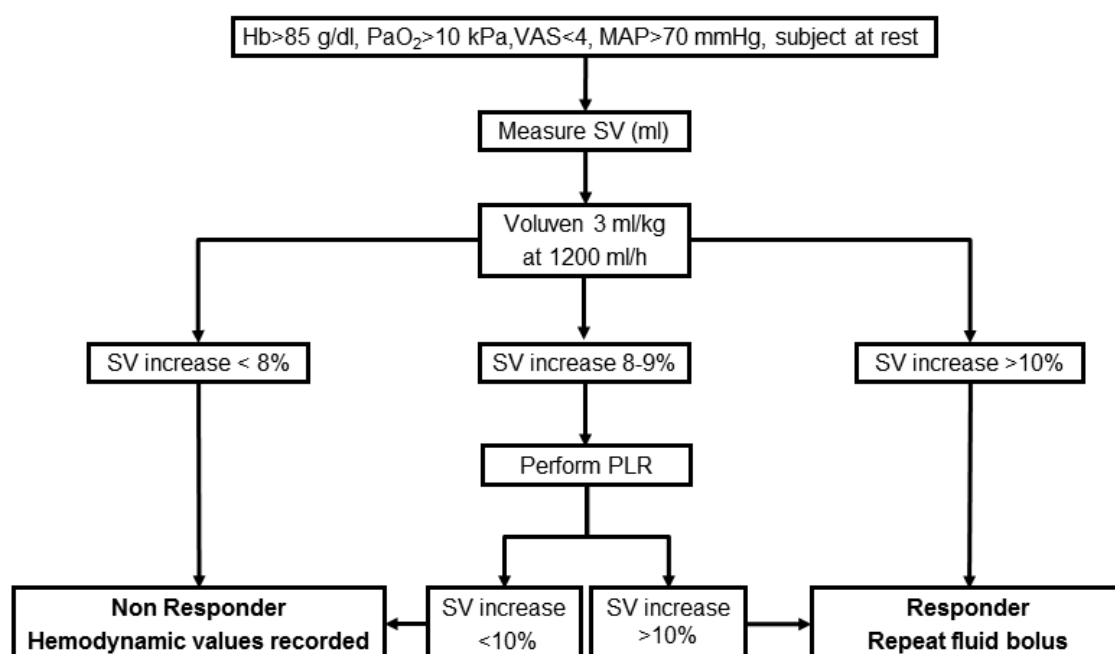 Hb>85 g/dl, PaO₂>10 kPa,VAS<4, MAP>70 mmHg, subject at rest
Measure SV (ml)
Voluven 3 ml/kg
at 1200 ml/h
SV increase < 8%
SV increase 8-9%
SV increase >10%
Perform PLR
Non Responder
Hemodynamic values recorded
SV increase
<10%
SV increase
>10%
Responder
Repeat fluid bolus